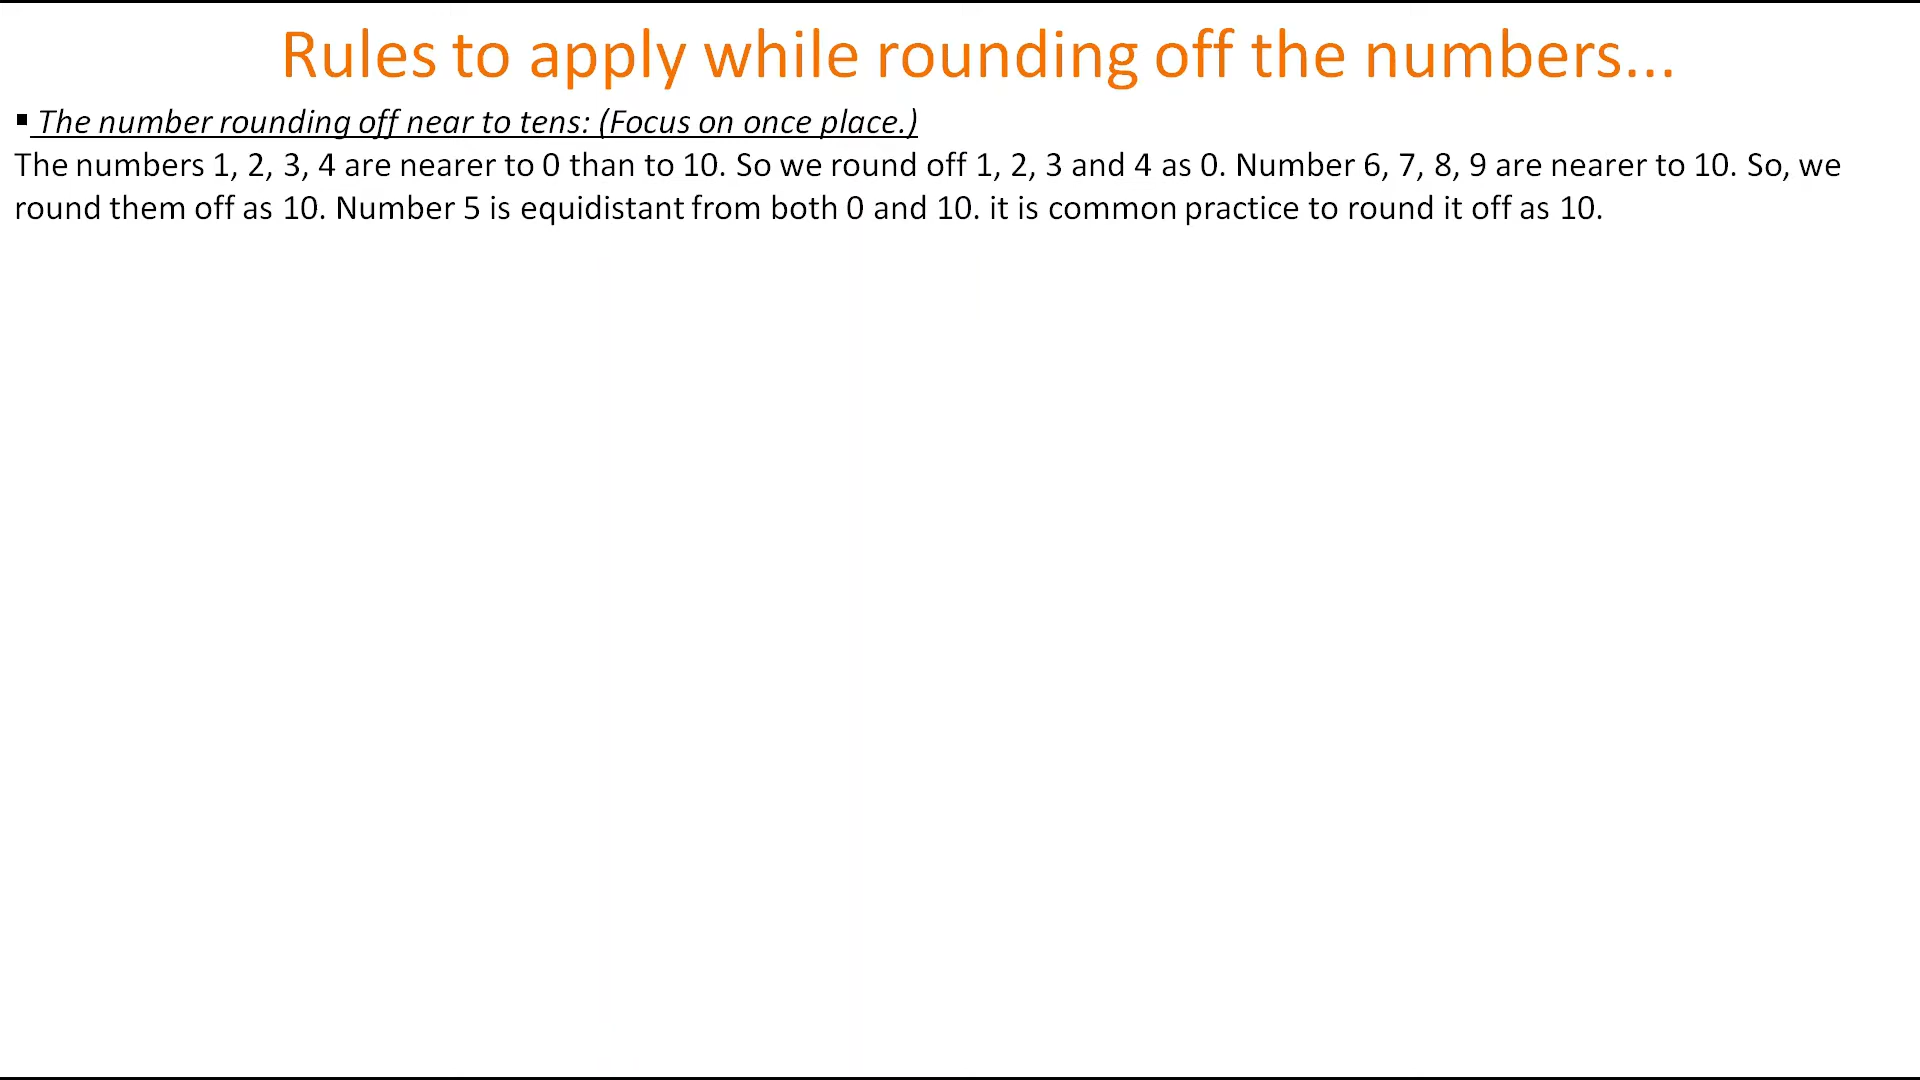 Rules to apply while rounding off the numbers...
▪ The number rounding off near to tens: (Focus on once place.)
The numbers 1, 2, 3, 4 are nearer to 0 than to 10. So we round off 1, 2, 3 and 4 as 0. Number 6, 7, 8, 9 are nearer to 10. So, we
round them off as 10. Number 5 is equidistant from both 0 and 10. it is common practice to round it off as 10.